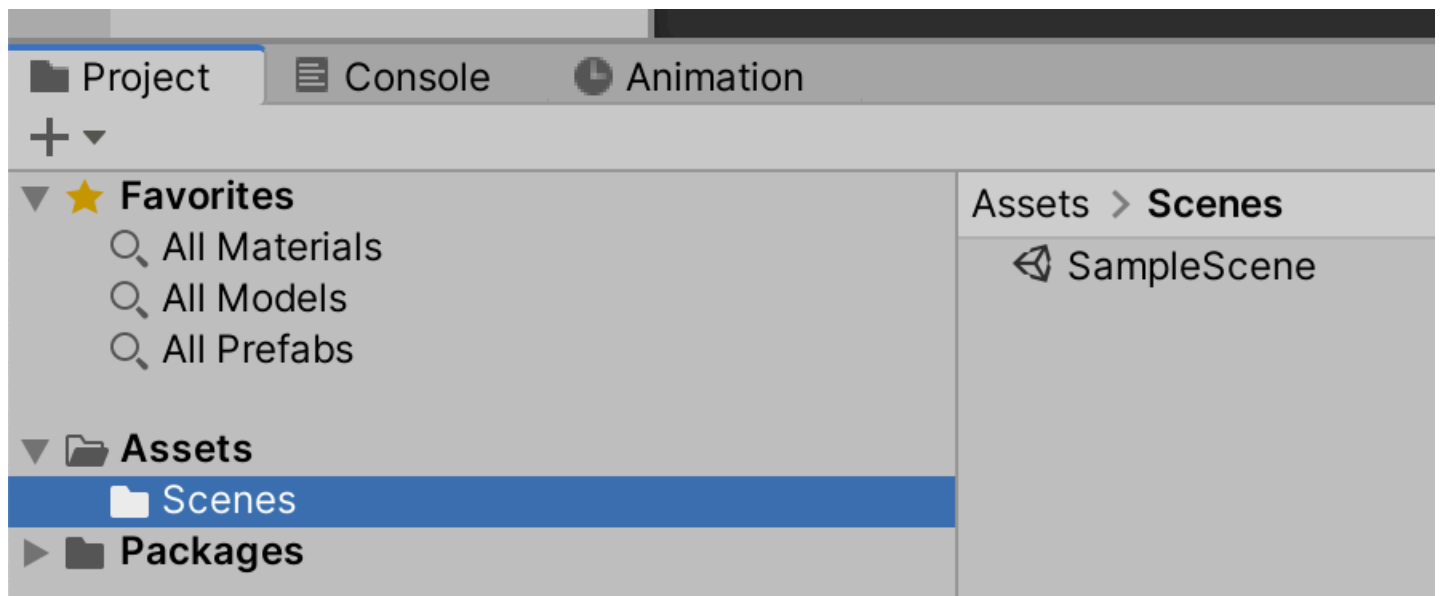 Project Console Animation
Favorites
All Materials
All Models
All Prefabs
Assets
Scenes
Packages
Assets > Scenes
SampleScene